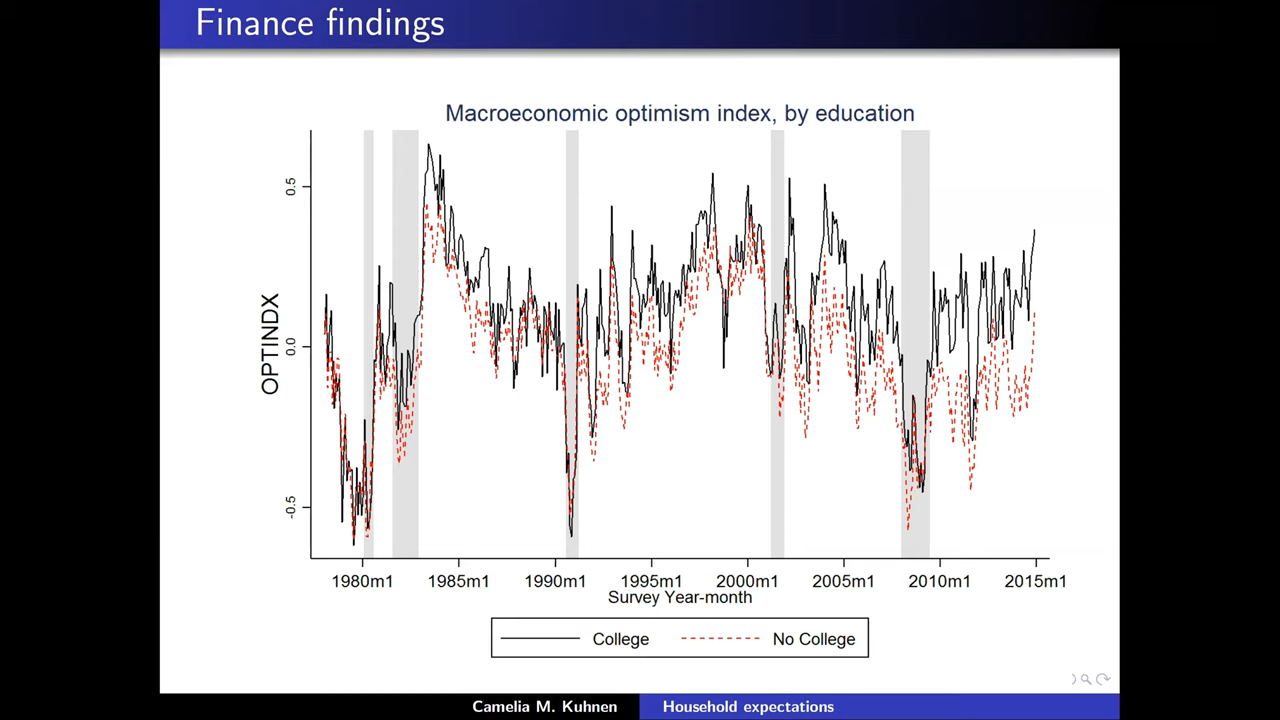 Finance findings
Macroeconomic optimism index, by education
OPTINDX
0.5
0.0
-0.5
1980m1 1985m1 1990m1 1995m1 2000m1 2005m1 2010m1 2015m1
Survey Year-month
College No College
Camelia M. Kuhnen Household expectations